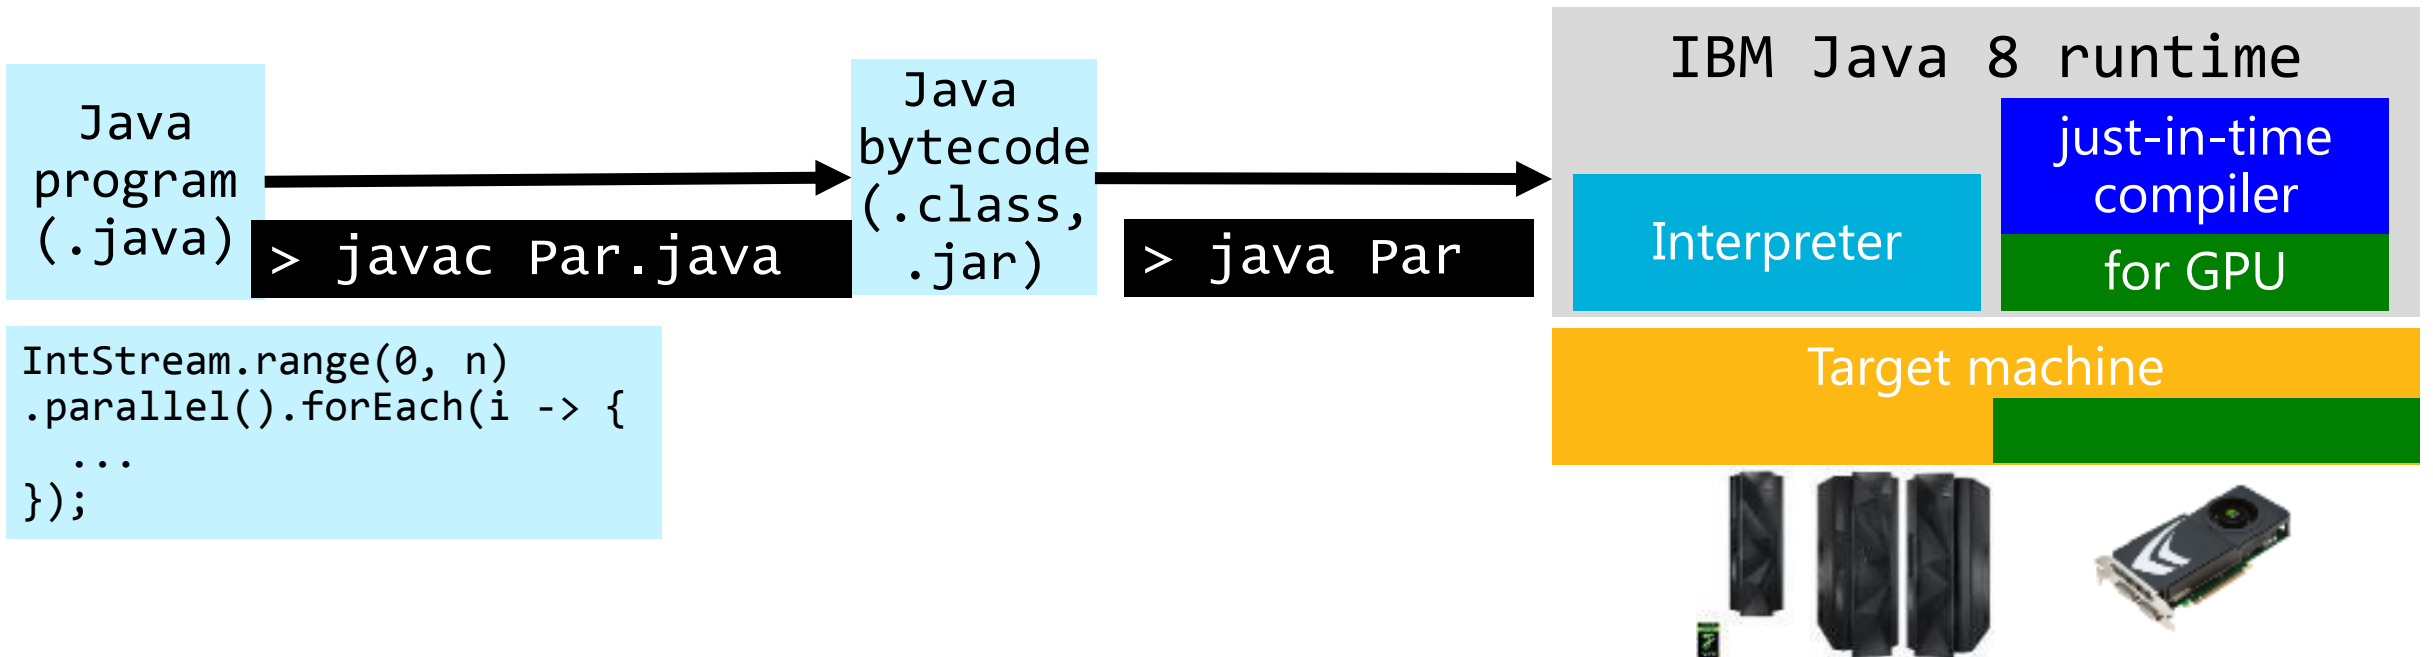 Java
program
(.java)
> javac Par.java
Java
bytecode
(.class,
.jar)
> java Par
IBM Java 8 runtime
Interpreter
just-in-time
compiler
for GPU
Target machine
IntStream.range(0, n)
.parallel().forEach(i -> {
...
});